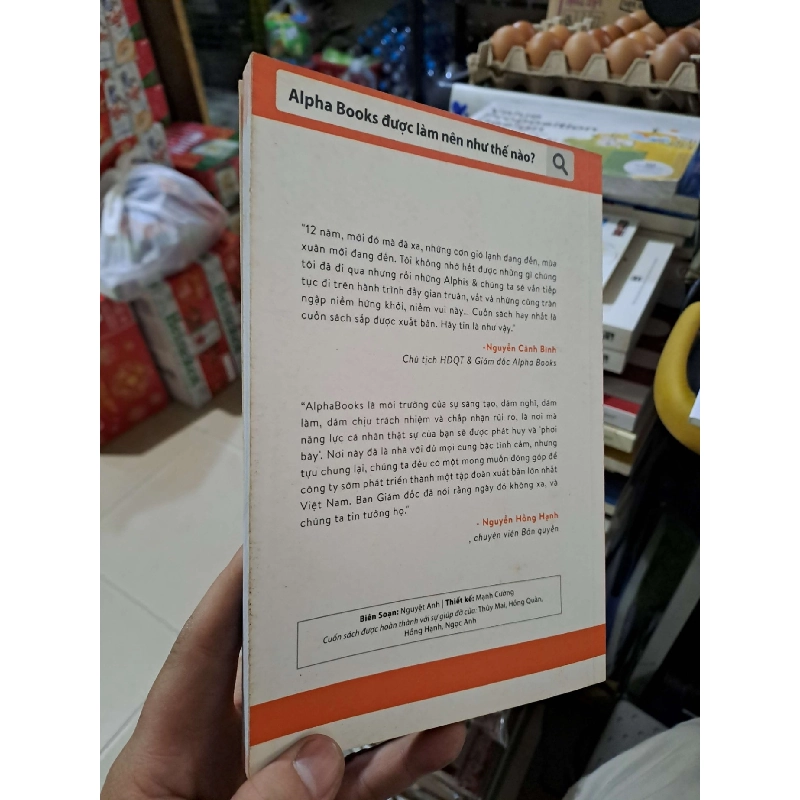 Alpha Books được làm nên như thế nào?
"12 năm, mới đó mà đã xa, những cơn gió lạnh đang đến, mùa
xuân mới đang đến. Tôi không nhớ hết được những gì chúng
tôi đã đi qua nhưng rồi những Alphis & chúng ta sẽ vẫn tiếp
tục đi trên hành trình đầy gian truân, vất vả nhưng cũng tràn
ngập niềm hứng khởi, niềm vui này... Cuốn sách hay nhất là
cuốn sách sắp được xuất bản. Hãy tin là như vậy."
-Nguyễn Cảnh Bình
Chủ tịch HĐQT & Giám đốc Alpha Books
"AlphaBooks là môi trường của sự sáng tạo, dám nghĩ, dám
làm, dám chịu trách nhiệm và chấp nhận rủi ro, là nơi mà
năng lực cá nhân thật sự của bạn sẽ được phát huy và 'phơi
bày'. Nơi này đã là nhà với đủ mọi cung bậc tình cảm, nhưng
tựu chung lại, chúng ta đều có một mong muốn đóng góp để
công ty sớm phát triển thành một tập đoàn xuất bản lớn nhất
Việt Nam. Ban Giám đốc đã nói rằng ngày đó không xa, và
chúng ta tin tưởng họ."
- Nguyễn Hồng Hạnh
, chuyên viên Bản quyền
Biên Soạn: Nguyệt Anh | Thiết kế: Mạnh Cường
Cuốn sách được hoàn thành với sự giúp đỡ của: Thùy Mai, Hồng Quân,
Hồng Hạnh, Ngọc Anh
Value
Proposition
Design